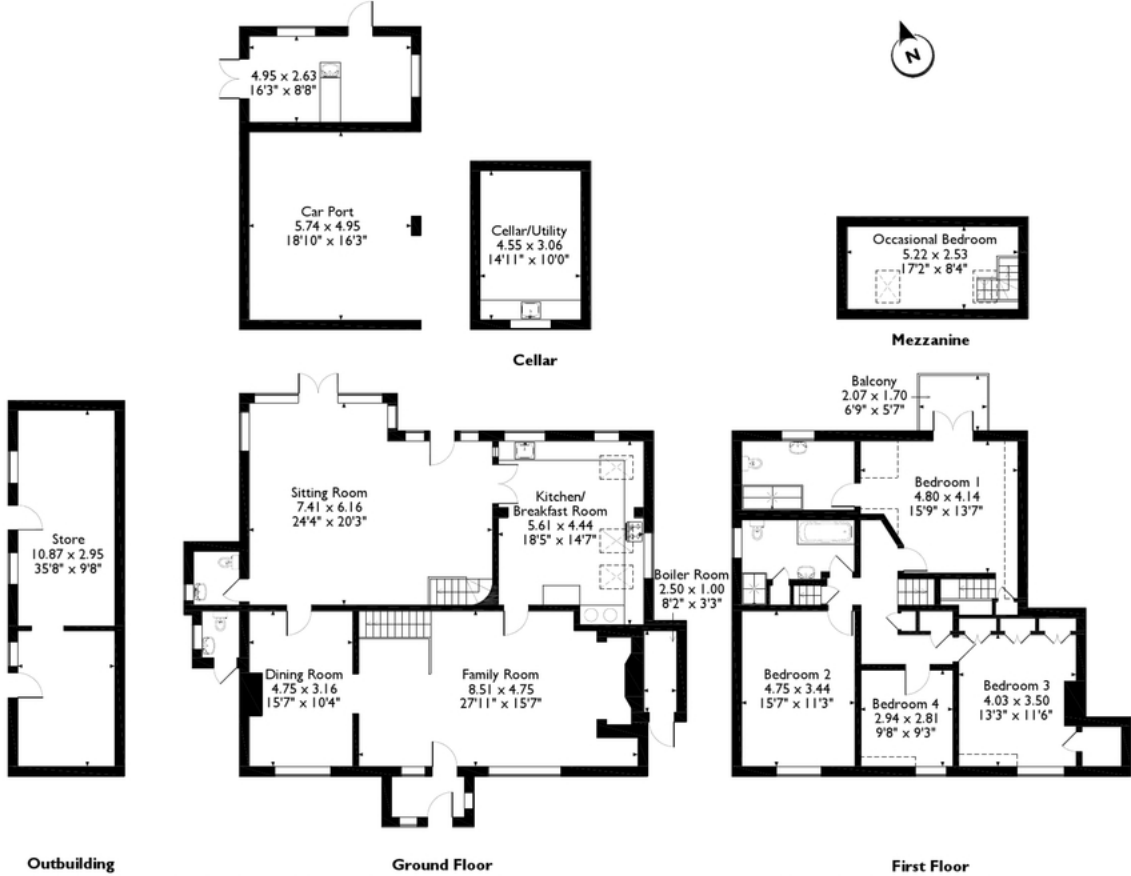 N
4.95 x 2.63
16'3" x 8'8"
Car Port
5.74 x 4.95
18'10" x 16'3"
Cellar/Utility
4.55 x 3.06
14'11" x 10'0"
Cellar
Occasional Bedroom
5.22 x 2.53
17'2" x 8'4"
Mezzanine
Balcony
2.07 x 1.70
6'9" x 5'7"
Store
10.87 x 2.95
35'8" x 9'8"
Sitting Room
7.41 x 6.16
24'4" x 20'3"
Kitchen/
Breakfast Room
5.61 x 4.44
18'5" x 14'7"
Boiler Room
2.50 x 1.00
8'2" x 3'3"
Dining Room
4.75 x 3.16
15'7" x 10'4"
Family Room
8.51 x 4.75
27'11" x 15'7"
Bedroom 1
4.80 x 4.14
15'9" x 13'7"
Bedroom 2
4.75 x 3.44
15'7" x 11'3"
Bedroom 4
2.94 x 2.81
9'8" x 9'3"
Bedroom 3
4.03 x 3.50
13'3" x 11'6"
Outbuilding
Ground Floor
First Floor